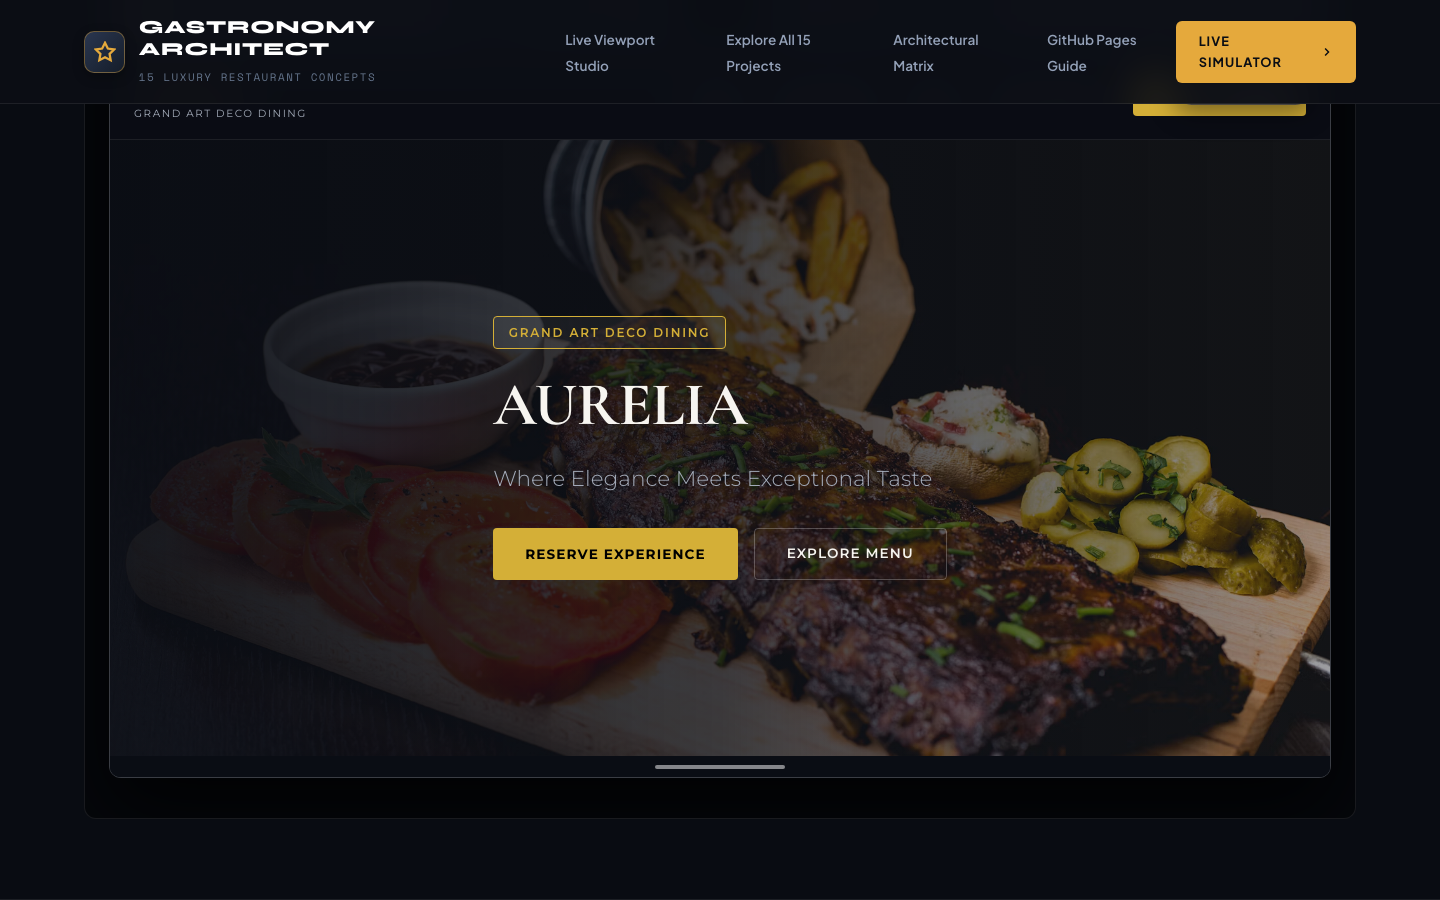 GASTRONOMY
ARCHITECT
15 LUXURY RESTAURANT CONCEPTS
Live Viewport
Studio
Explore All 15
Projects
Architectural
Matrix
GitHub Pages
Guide
LIVE
SIMULATOR
GRAND ART DECO DINING
GRAND ART DECO DINING
AURELIA
Where Elegance Meets Exceptional Taste
RESERVE EXPERIENCE
EXPLORE MENU